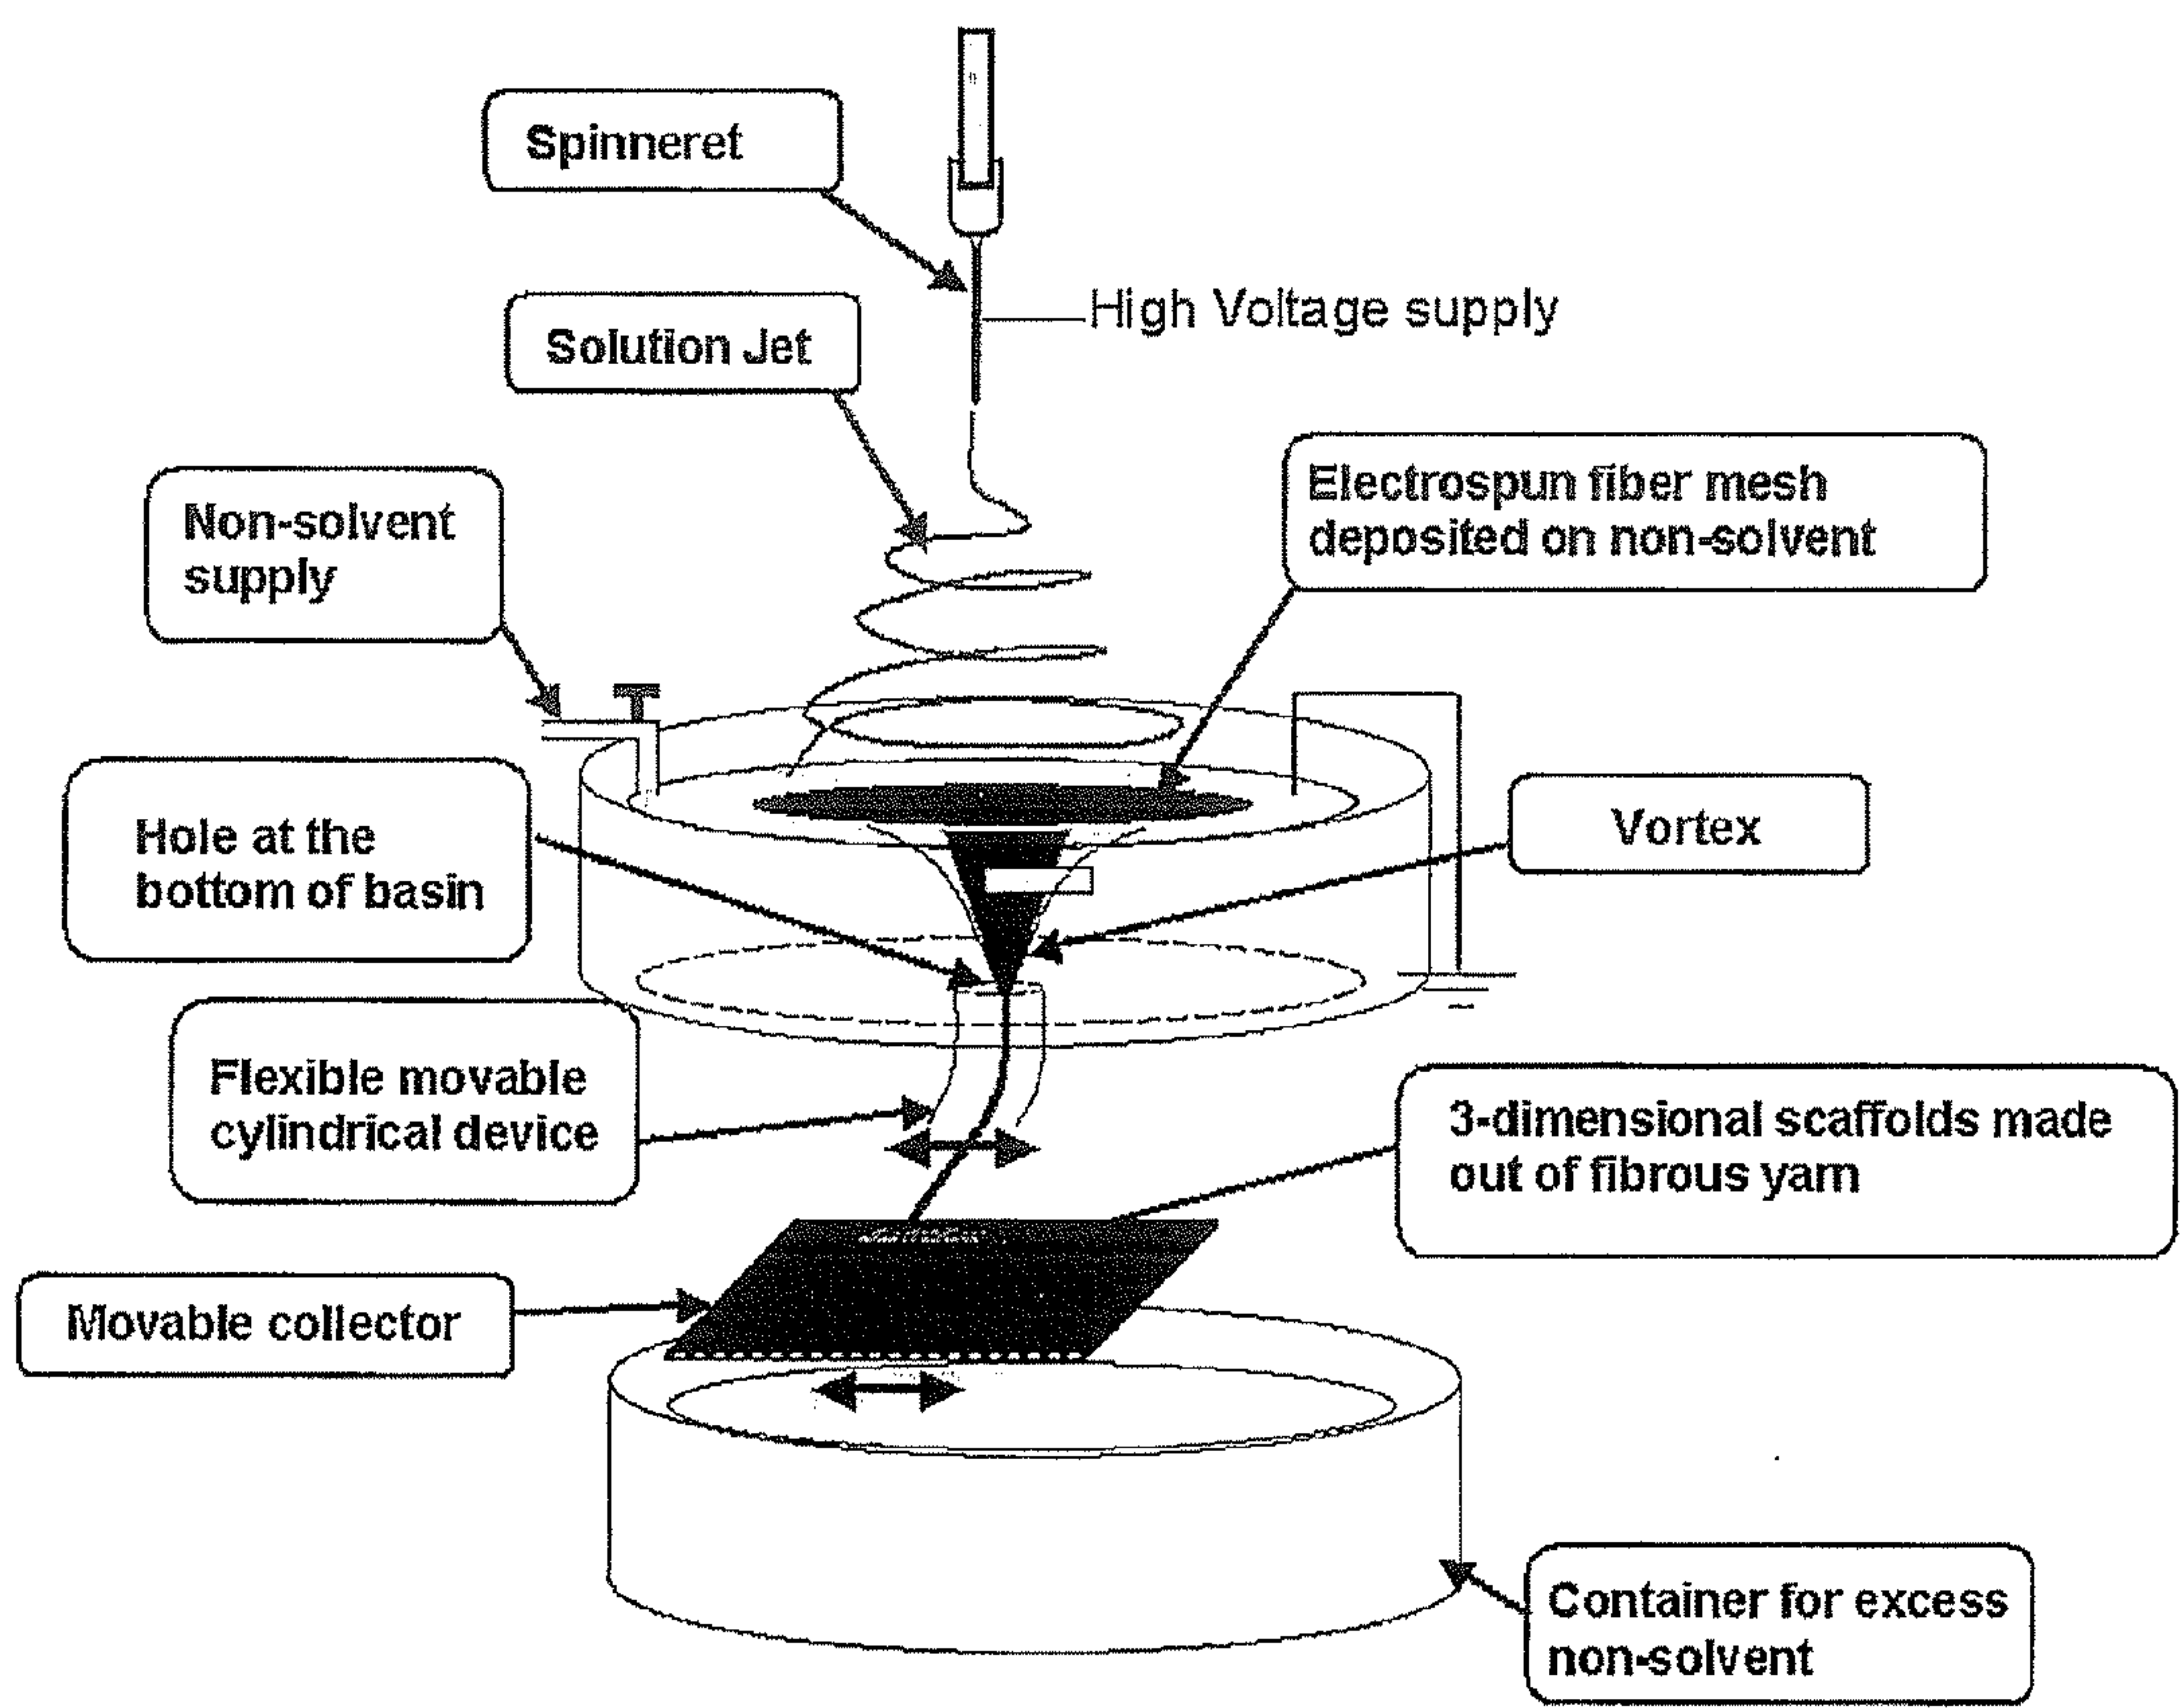 Spinneret
High Voltage supply
Solution Jet
Electrospun fiber mesh
deposited on non-solvent
Non-solvent
supply
Hole at the
bottom of basin
Vortex
Flexible movable
cylindrical device
3-dimensional scaffolds made
out of fibrous yarn
Movable collector
Container for excess
non-solvent